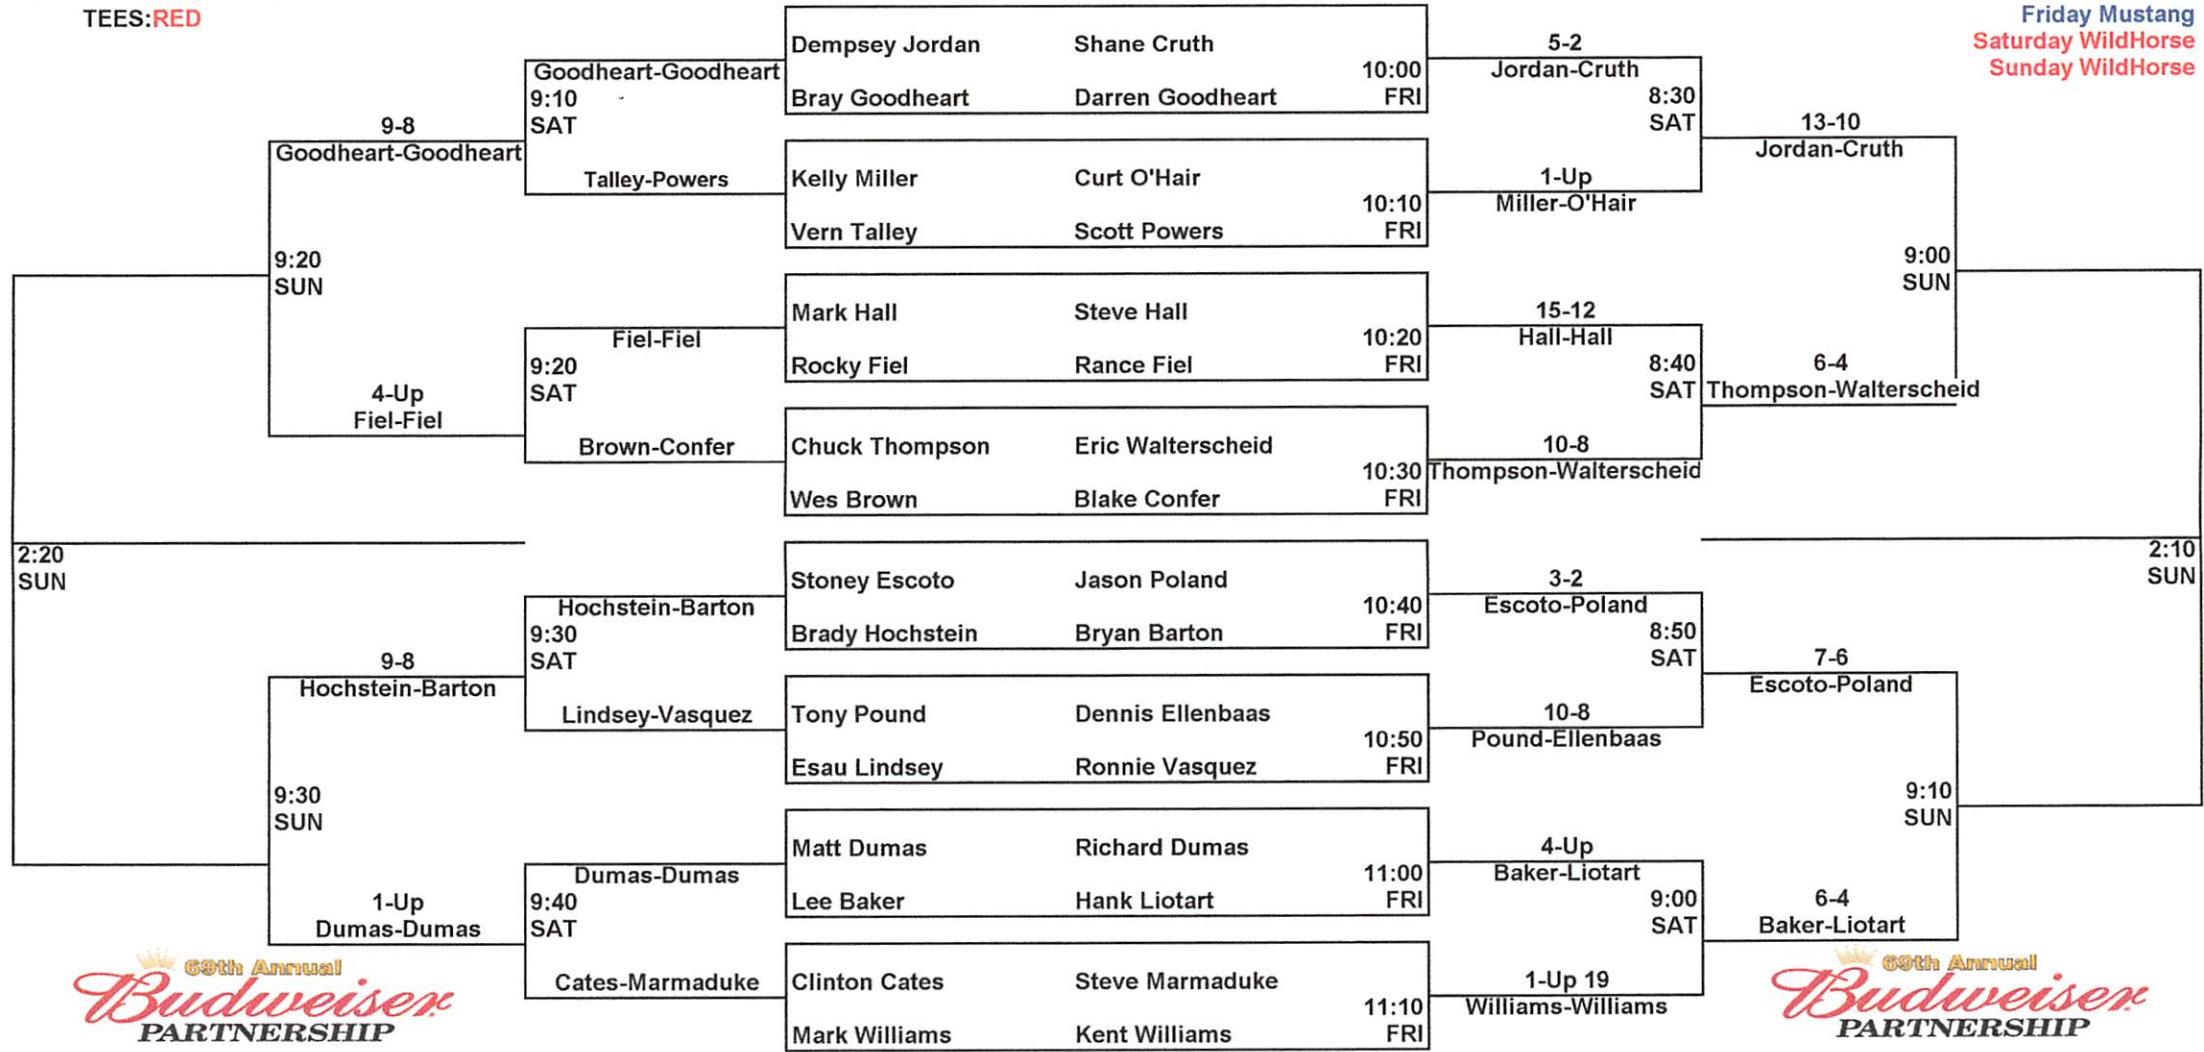 TEES:RED
Friday Mustang
Saturday WildHorse
Sunday WildHorse
Goodheart-Goodheart
9:10
SAT
Talley-Powers
9-8
Goodheart-Goodheart
9:20
SUN
Fiel-Fiel
9:20
SAT
Brown-Confer
4-Up
Fiel-Fiel
2:20
SUN
Hochstein-Barton
9:30
SAT
Lindsey-Vasquez
9-8
Hochstein-Barton
9:30
SUN
Dumas-Dumas
9:40
SAT
Cates-Marmaduke
1-Up
Dumas-Dumas
Dempsey Jordan Shane Cruth
10:00
Bray Goodheart Darren Goodheart FRI
Kelly Miller Curt O'Hair
10:10
Vern Talley Scott Powers FRI
Mark Hall Steve Hall
10:20
Rocky Fiel Rance Fiel FRI
Chuck Thompson Eric Walterscheid
10:30
Wes Brown Blake Confer FRI
Stoney Escoto Jason Poland
10:40
Brady Hochstein Bryan Barton FRI
Tony Pound Dennis Ellenbaas
10:50
Esau Lindsey Ronnie Vasquez FRI
Matt Dumas Richard Dumas
11:00
Lee Baker Hank Liotart FRI
Clinton Cates Steve Marmaduke
11:10
Mark Williams Kent Williams FRI
5-2
Jordan-Cruth
8:30
SAT
1-Up
Miller-O'Hair
13-10
Jordan-Cruth
9:00
SUN
15-12
Hall-Hall
8:40
SAT
10-8
Thompson-Walterscheid
6-4
Thompson-Walterscheid
2:10
SUN
3-2
Escoto-Poland
8:50
SAT
10-8
Pound-Ellenbaas
7-6
Escoto-Poland
9:10
SUN
4-Up
Baker-Liotart
9:00
SAT
1-Up 19
Williams-Williams
6-4
Baker-Liotart
69th Annual
Budweiser
PARTNERSHIP
69th Annual
Budweiser
PARTNERSHIP